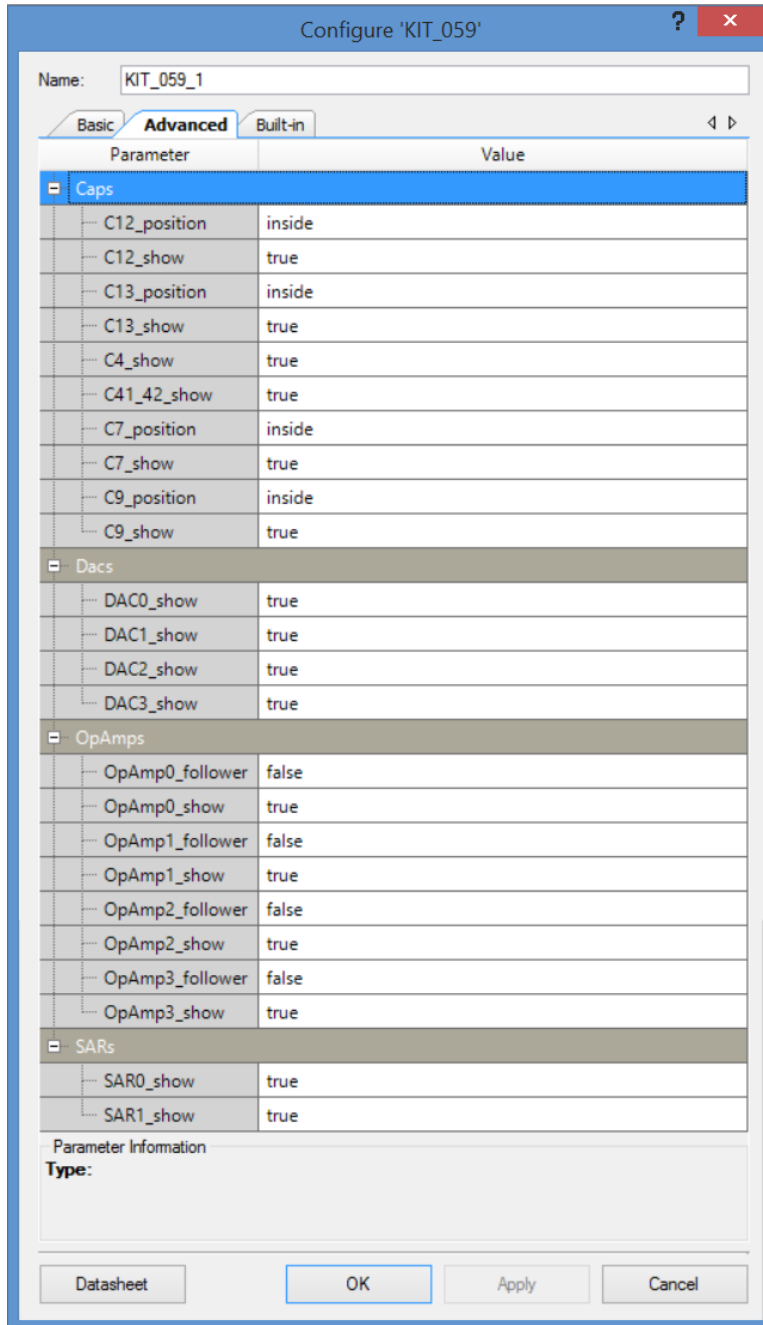 Configure 'KIT_059'
?
Name: KIT_059_1
Basic Advanced Built-in
Parameter Value
Caps
C12_position inside
C12_show true
C13_position inside
C13_show true
C4_show true
C41_42_show true
C7_position inside
C7_show true
C9_position inside
C9_show true
Dacs
DAC0_show true
DAC1_show true
DAC2_show true
DAC3_show true
OpAmps
OpAmp0_follower false
OpAmp0_show true
OpAmp1_follower false
OpAmp1_show true
OpAmp2_follower false
OpAmp2_show true
OpAmp3_follower false
OpAmp3_show true
SARs
SAR0_show true
SAR1_show true
Parameter Information
Type:
Datasheet OK Apply Cancel